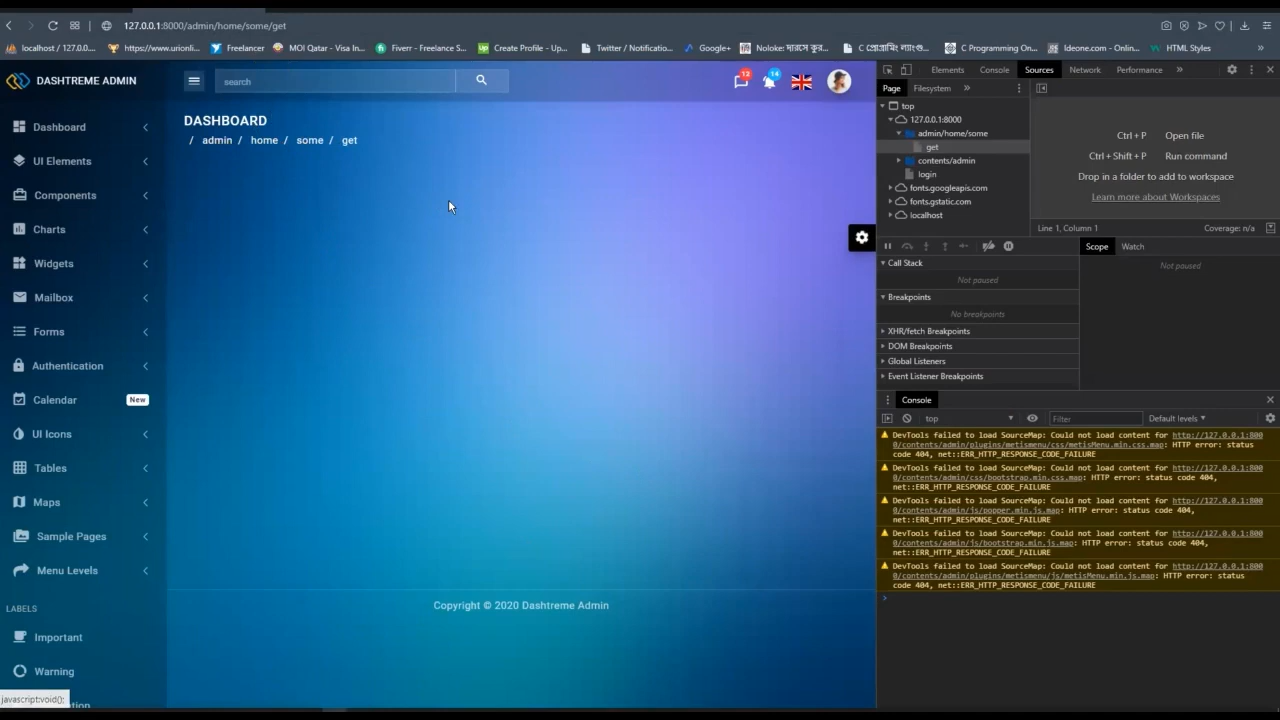 127.0.0.1:8000/admin/home/some/get
localhost / 127.0.0....
https://www.urionli...
Freelancer
MOI Qatar - Visa In...
Fiverr - Freelance S...
Up
Create Profile - Up...
Twitter / Notificatio...
Google+
Noloke: দারসে কুর...
C প্রোগ্রামিং ল্যাংগু...
C Programming On...
Ideone.com - Onlin...
HTML Styles
DASHTREME ADMIN
search
12
14
Dashboard
UI Elements
Components
Charts
Widgets
Mailbox
Forms
Authentication
Calendar
New
UI Icons
Tables
Maps
Sample Pages
Menu Levels
LABELS
Important
Warning
javascript:void();
DASHBOARD
/ admin / home / some / get
Copyright © 2020 Dashtreme Admin
Elements Console Sources Network Performance
Page Filesystem
top
127.0.0.1:8000
admin/home/some
get
contents/admin
login
fonts.googleapis.com
fonts.gstatic.com
localhost
Ctrl + P Open file
Ctrl + Shift + P Run command
Drop in a folder to add to workspace
Learn more about Workspaces
Line 1, Column 1 Coverage: n/a
Scope Watch
Not paused
Call Stack
Not paused
Breakpoints
No breakpoints
XHR/fetch Breakpoints
DOM Breakpoints
Global Listeners
Event Listener Breakpoints
Console
top
Filter
Default levels
DevTools failed to load SourceMap: Could not load content for http://127.0.0.1:800
0/contents/admin/plugins/metismenu/css/metisMenu.min.css.map: HTTP error: status
code 404, net::ERR_HTTP_RESPONSE_CODE_FAILURE
DevTools failed to load SourceMap: Could not load content for http://127.0.0.1:800
0/contents/admin/css/bootstrap.min.css.map: HTTP error: status code 404,
net::ERR_HTTP_RESPONSE_CODE_FAILURE
DevTools failed to load SourceMap: Could not load content for http://127.0.0.1:800
0/contents/admin/js/popper.min.js.map: HTTP error: status code 404,
net::ERR_HTTP_RESPONSE_CODE_FAILURE
DevTools failed to load SourceMap: Could not load content for http://127.0.0.1:800
0/contents/admin/js/bootstrap.min.js.map: HTTP error: status code 404,
net::ERR_HTTP_RESPONSE_CODE_FAILURE
DevTools failed to load SourceMap: Could not load content for http://127.0.0.1:800
0/contents/admin/plugins/metismenu/js/metisMenu.min.js.map: HTTP error: status
code 404, net::ERR_HTTP_RESPONSE_CODE_FAILURE